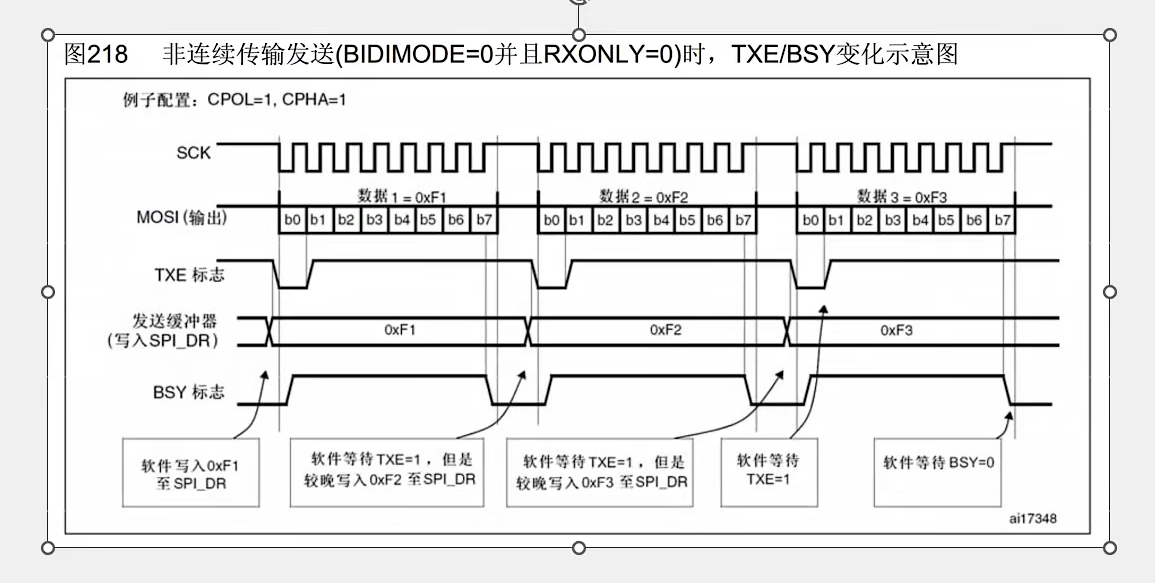 图218 非连续传输发送(BIDIMODE=0并且RXONLY=0)时，TXE/BSY变化示意图
例子配置：CPOL=1, CPHA=1
SCK
数据1 = 0xF1 数据2 = 0xF2 数据3 = 0xF3
MOSI (输出) b0 b1 b2 b3 b4 b5 b6 b7 b0 b1 b2 b3 b4 b5 b6 b7 b0 b1 b2 b3 b4 b5 b6 b7
TXE 标志
发送缓冲器
(写入SPI_DR) 0xF1 0xF2 0xF3
BSY 标志
软件写入0xF1
至SPI_DR
软件等待TXE=1，但是
较晚写入0xF2 至SPI_DR
软件等待TXE=1，但是
较晚写入0xF3 至SPI_DR
软件等待
TXE=1
软件等待BSY=0
ai17348